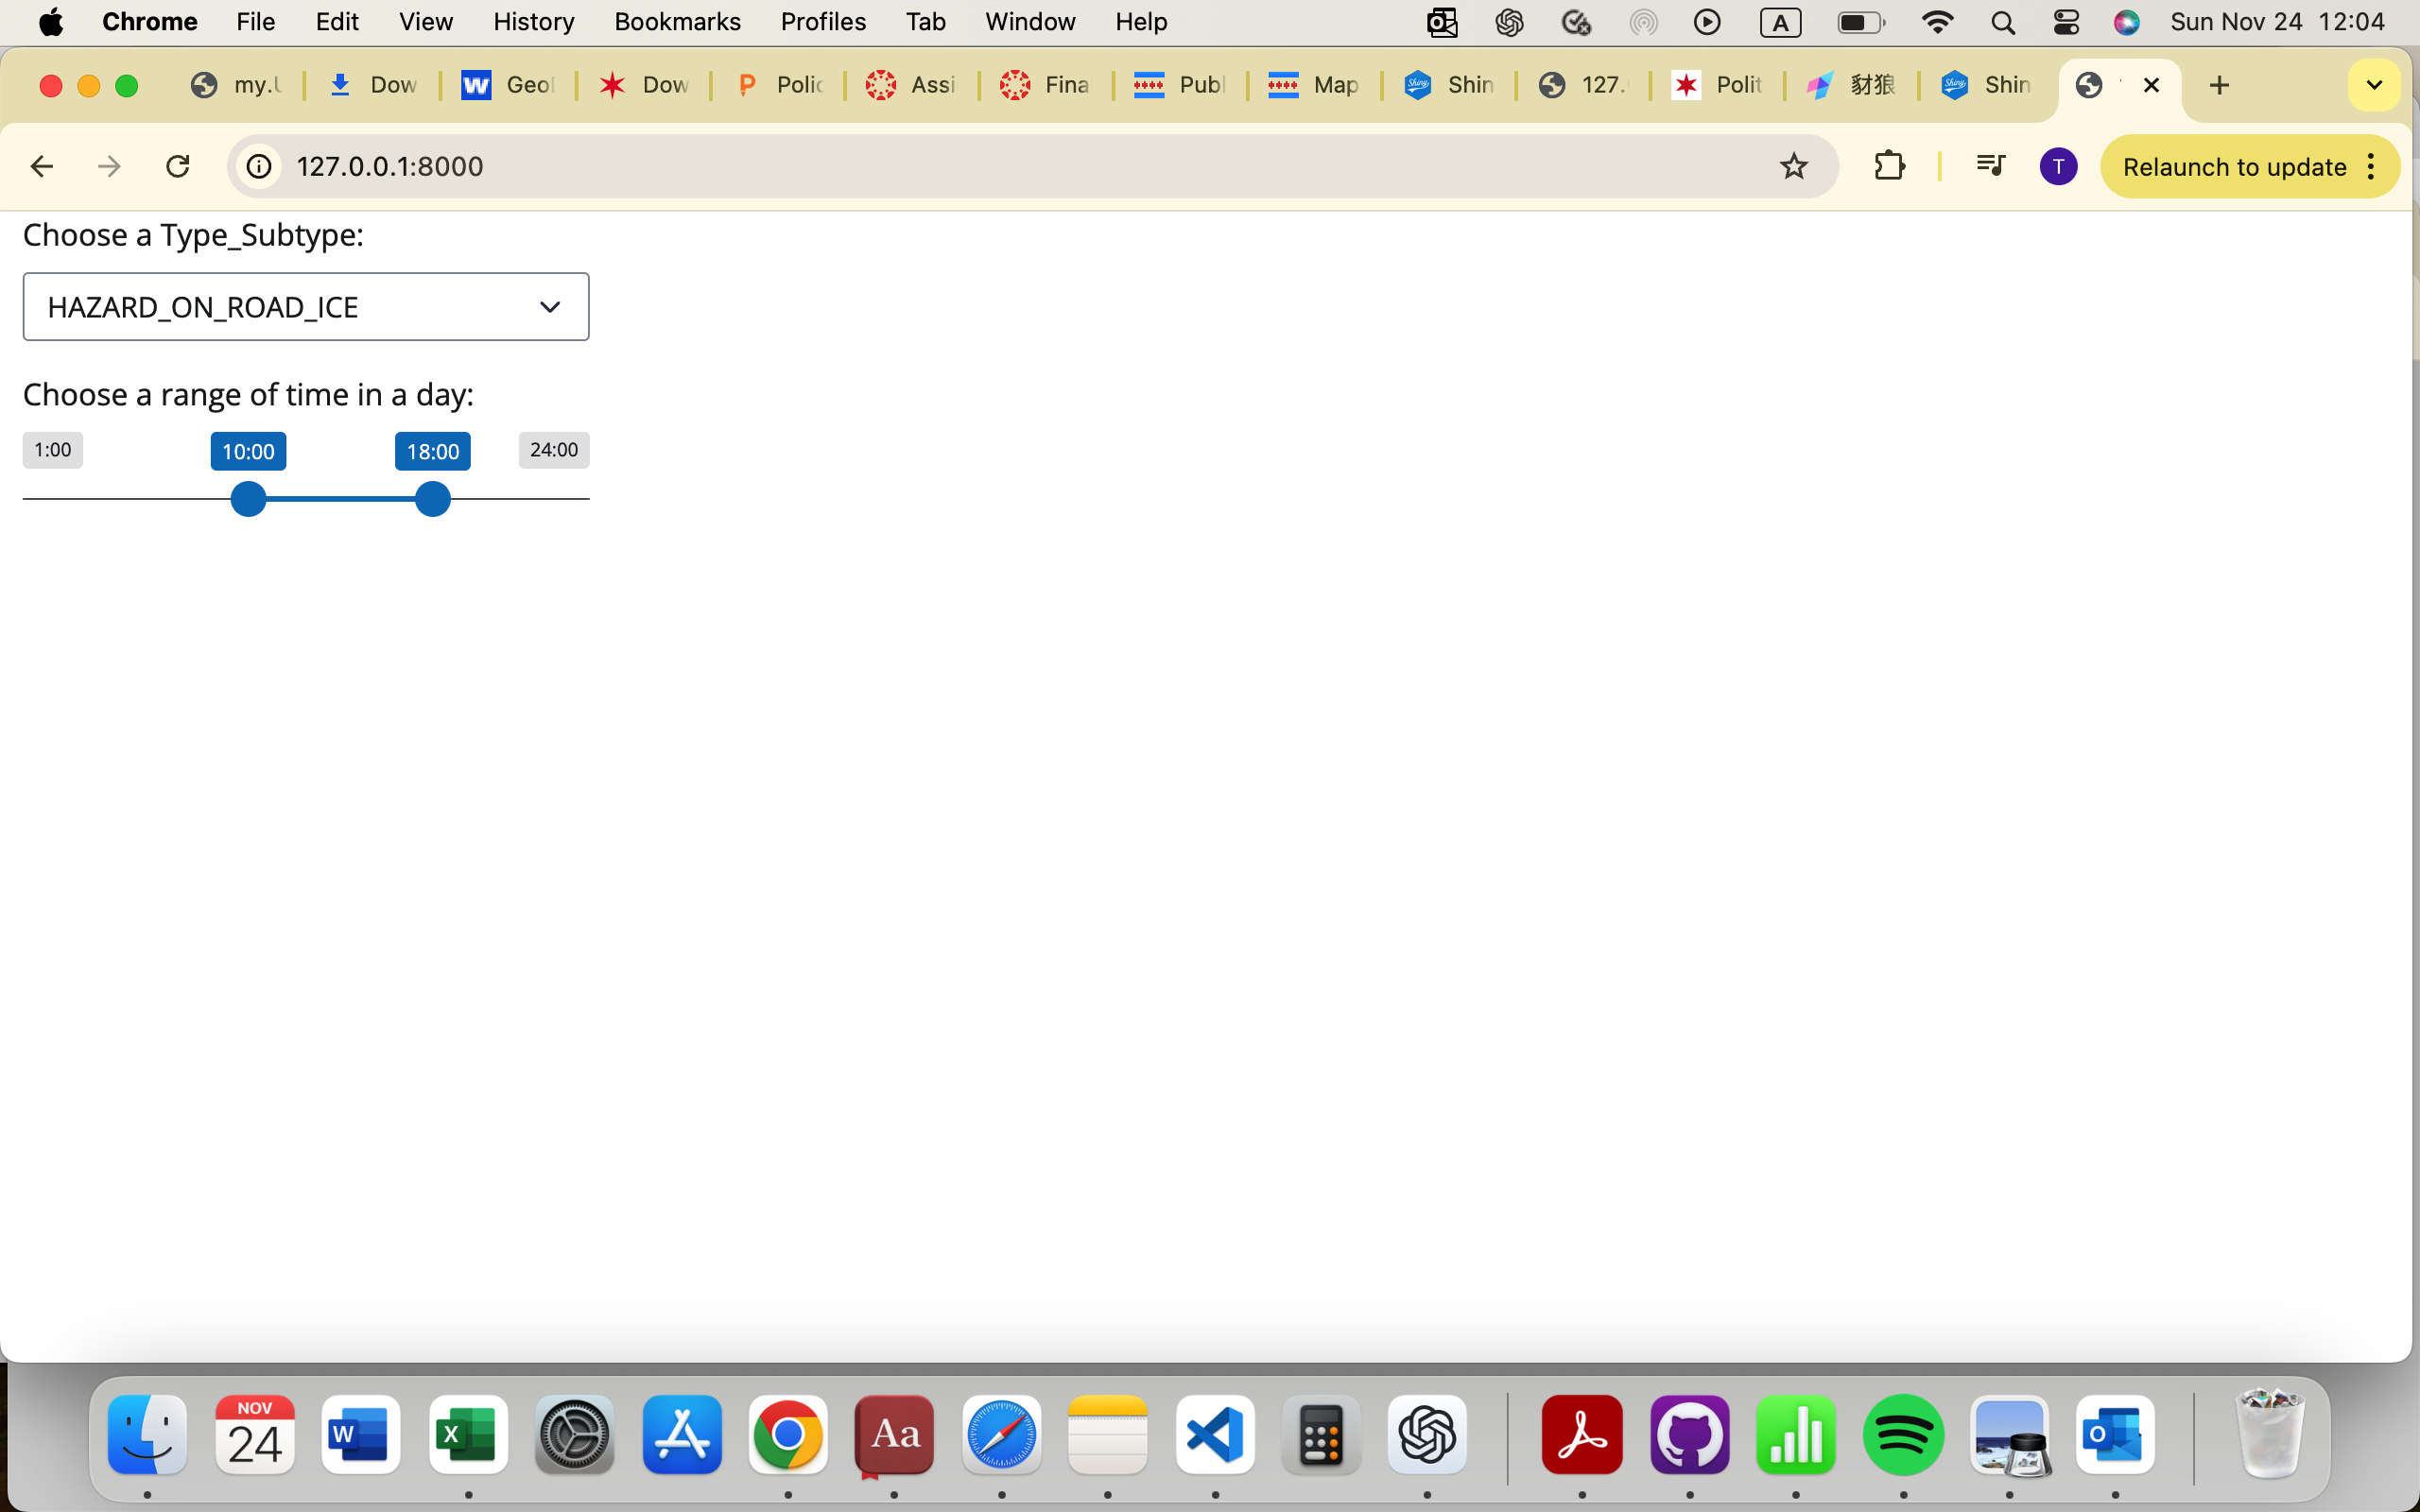 Chrome File Edit View History Bookmarks Profiles Tab Window Help A Sun Nov 24 12:04
my.U Dow Geo Dow Polic Assi Fina Publ Map Shin 127. Polit 豺狼 Shin
127.0.0.1:8000 T Relaunch to update
Choose a Type_Subtype:
HAZARD_ON_ROAD_ICE
Choose a range of time in a day:
1:00 10:00 18:00 24:00
NOV
24 W X Aa O